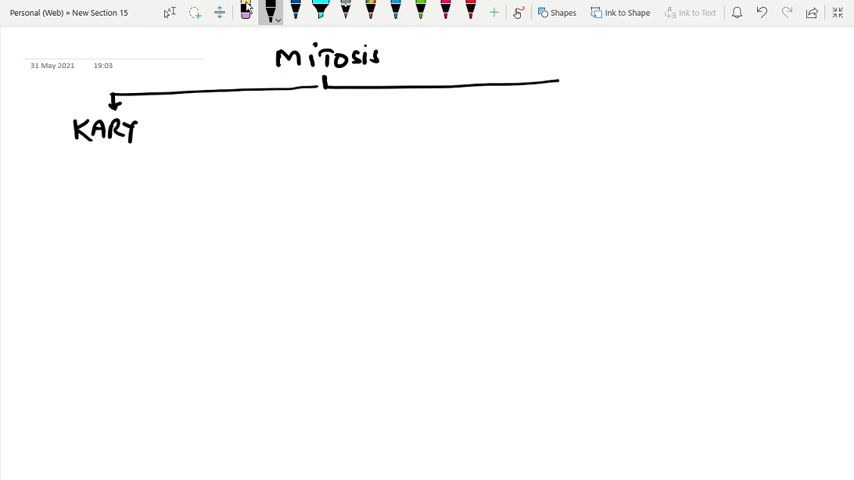 Personal (Web) » New Section 15
Shapes
Ink to Shape
Ink to Text
31 May 2021 19:03
MiTosis
KARY